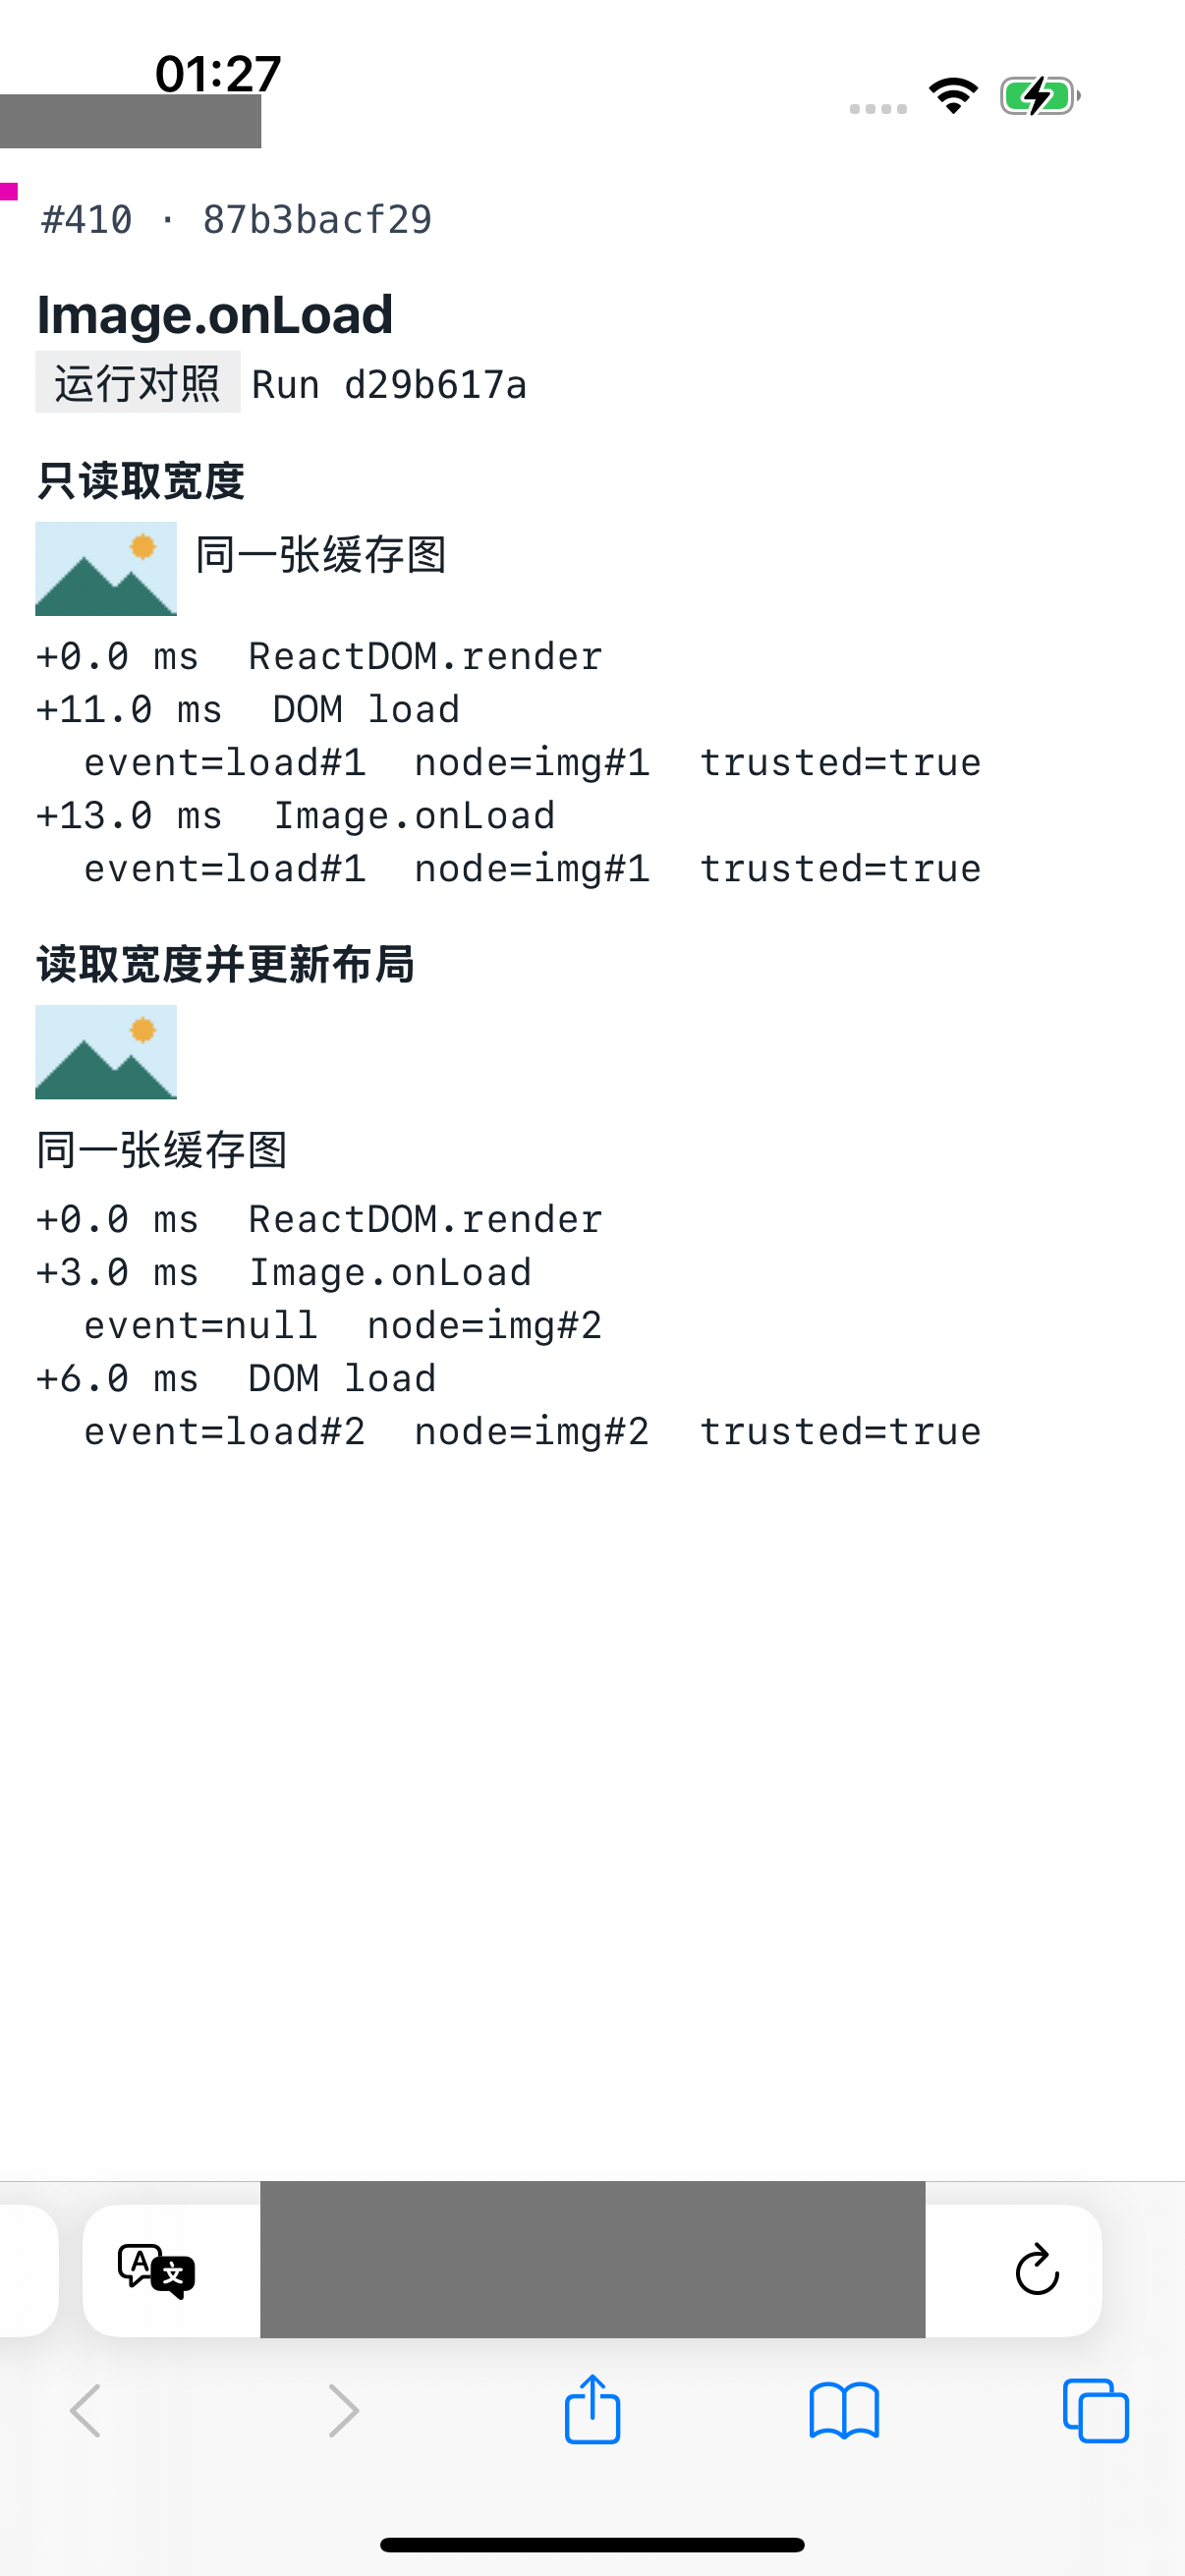 01:27
#410 · 87b3bacf29
Image.onLoad
运行对照 Run d29b617a
只读取宽度
同一张缓存图
+0.0 ms  ReactDOM.render
+11.0 ms  DOM load
  event=load#1  node=img#1  trusted=true
+13.0 ms  Image.onLoad
  event=load#1  node=img#1  trusted=true
读取宽度并更新布局
同一张缓存图
+0.0 ms  ReactDOM.render
+3.0 ms  Image.onLoad
  event=null  node=img#2
+6.0 ms  DOM load
  event=load#2  node=img#2  trusted=true
A 文